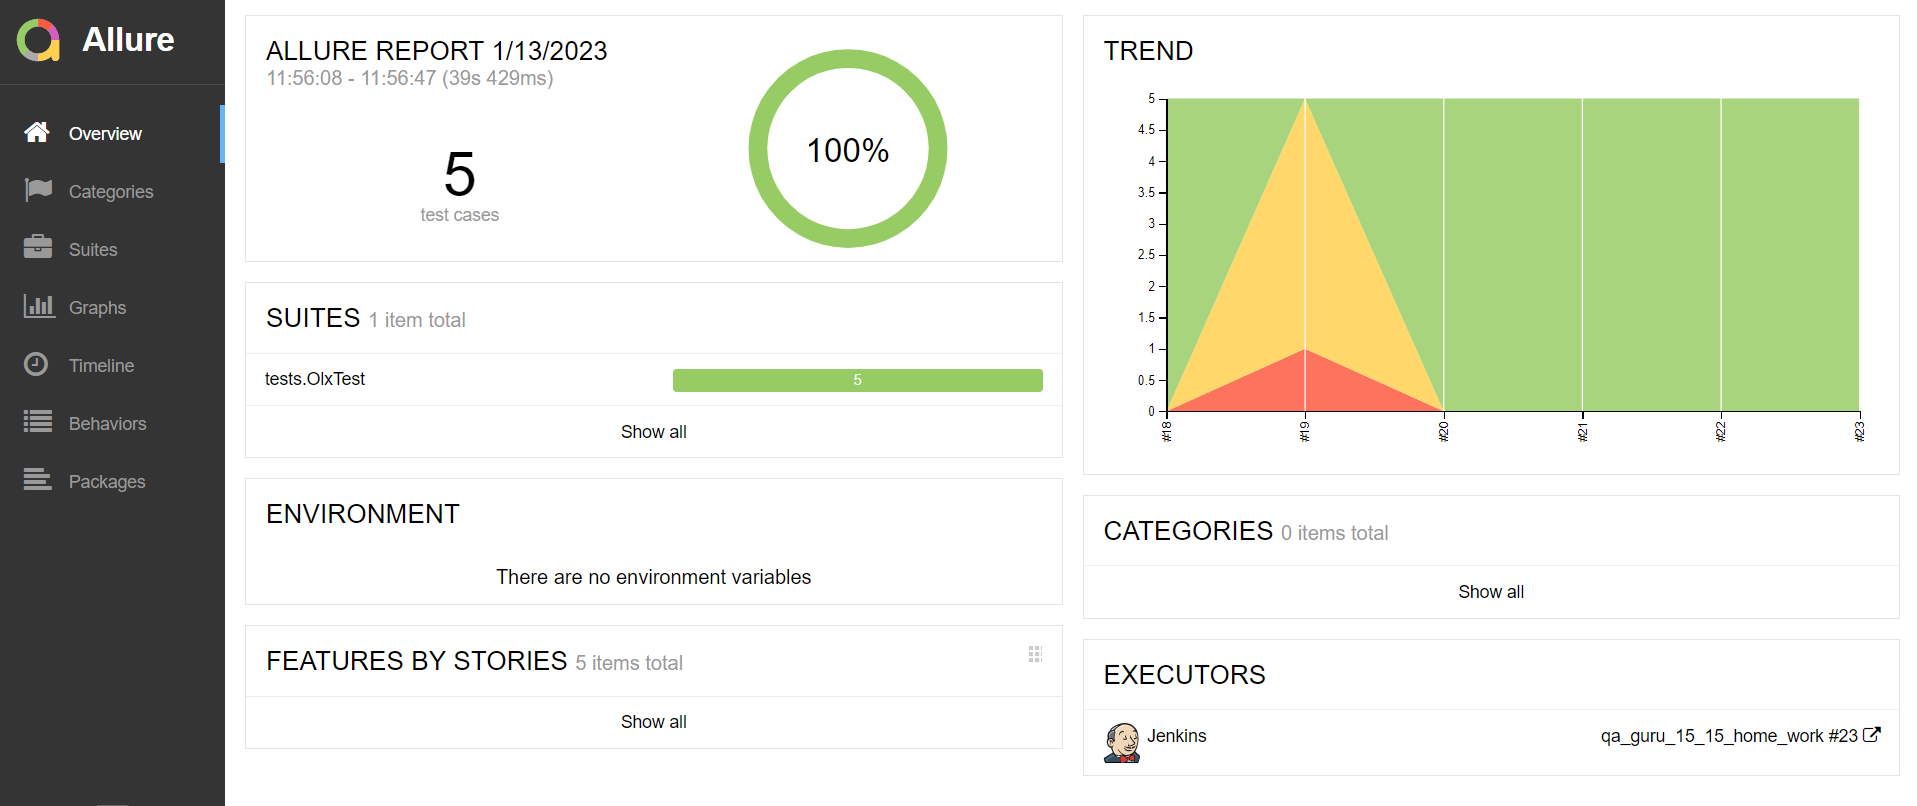 Allure
Overview
Categories
Suites
Graphs
Timeline
Behaviors
Packages
ALLURE REPORT 1/13/2023
11:56:08 - 11:56:47 (39s 429ms)
5
test cases
100%
SUITES 1 item total
tests.OlxTest 5
Show all
ENVIRONMENT
There are no environment variables
FEATURES BY STORIES 5 items total
Show all
TREND
5
4.5
4
3.5
3
2.5
2
1.5
1
0.5
0
#18 #19 #20 #21 #22 #23
CATEGORIES 0 items total
Show all
EXECUTORS
Jenkins qa_guru_15_15_home_work #23